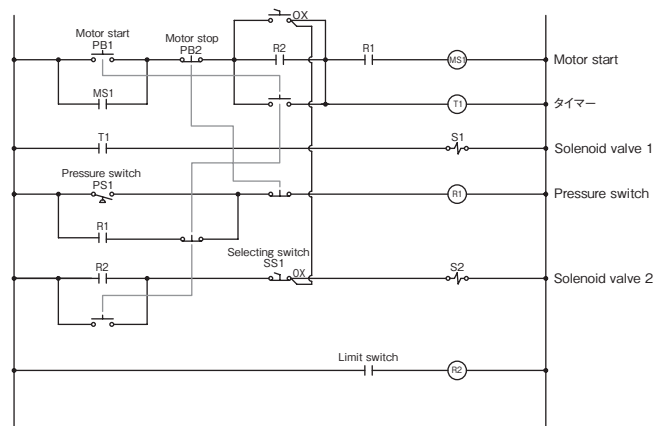 OX
Motor start
PB1
Motor stop
PB2
R2
R1
MS1
Motor start
MS1
T1
タイマー
T1
S1
Solenoid valve 1
Pressure switch
PS1
R1
Pressure switch
R1
R2
Selecting switch
SS1
OX
S2
Solenoid valve 2
Limit switch
R2